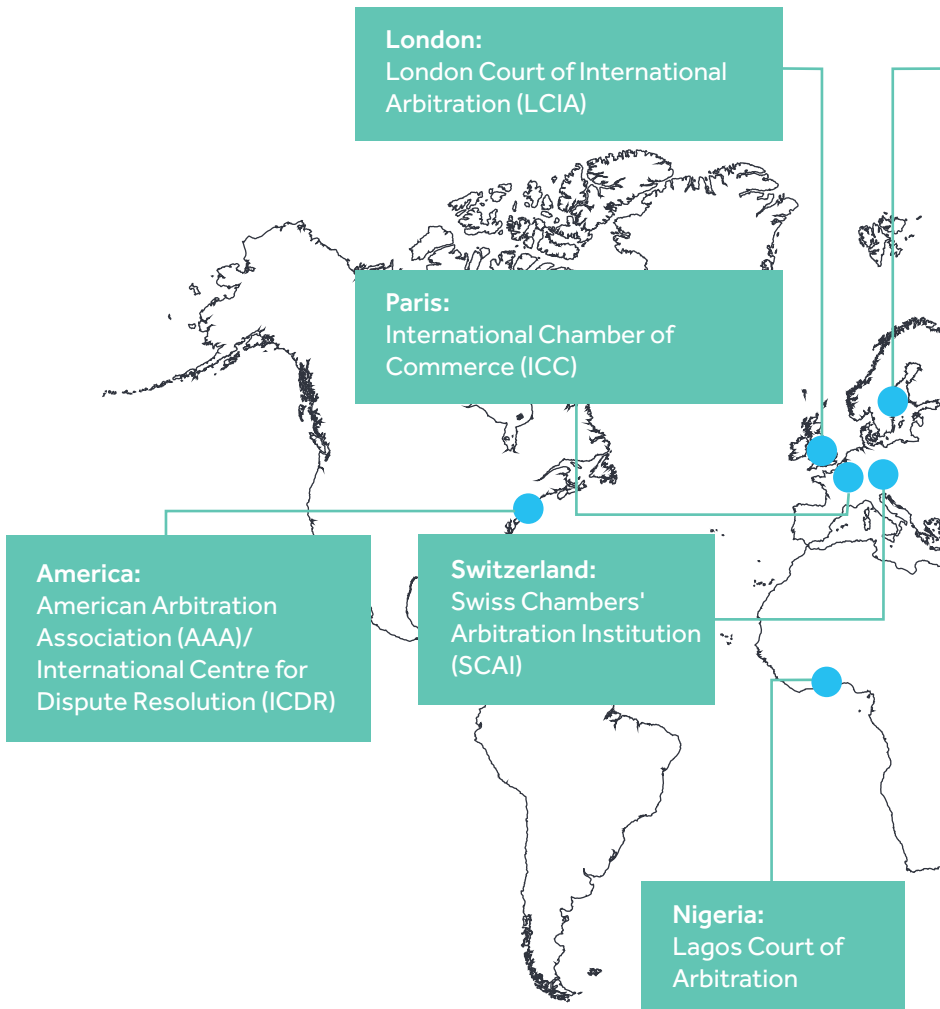 London:
London Court of International
Arbitration (LCIA)
Paris:
International Chamber of
Commerce (ICC)
America:
American Arbitration
Association (AAA)/
International Centre for
Dispute Resolution (ICDR)
Switzerland:
Swiss Chambers'
Arbitration Institution
(SCAI)
Nigeria:
Lagos Court of
Arbitration